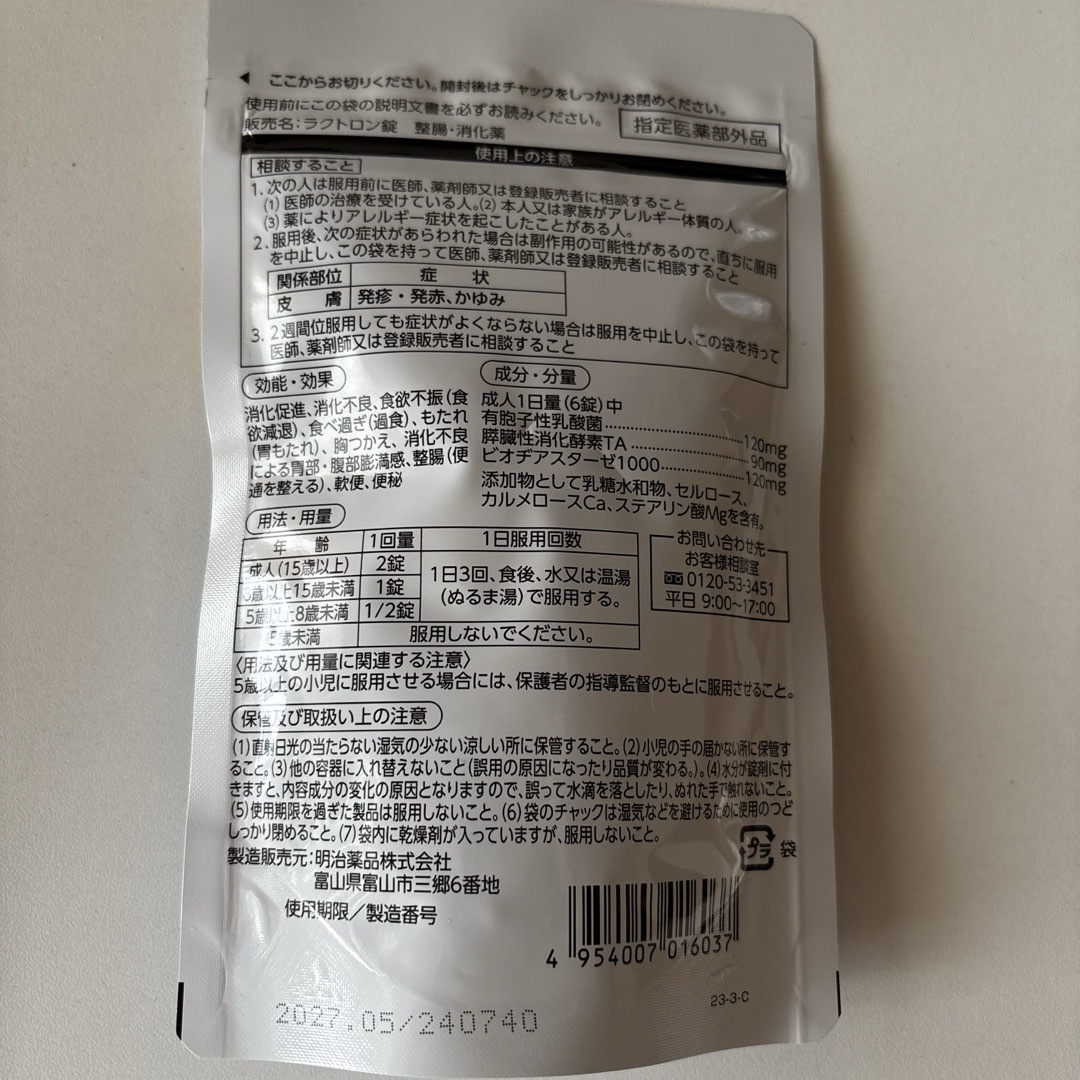 ◀ ここからお切りください。開封後はチャックをしっかりお閉めください。
使用前にこの袋の説明文書を必ずお読みください。
販売名：ラクトロン錠 整腸・消化薬
指定医薬部外品
使用上の注意
相談すること
1. 次の人は服用前に医師、薬剤師又は登録販売者に相談すること
(1) 医師の治療を受けている人。(2) 本人又は家族がアレルギー体質の人。
(3) 薬によりアレルギー症状を起こしたことがある人。
2. 服用後、次の症状があらわれた場合は副作用の可能性があるので、直ちに服用
を中止し、この袋を持って医師、薬剤師又は登録販売者に相談すること
関係部位 症状
皮膚 発疹・発赤、かゆみ
3. 2週間位服用しても症状がよくならない場合は服用を中止し、この袋を持って
医師、薬剤師又は登録販売者に相談すること
効能・効果
消化促進、消化不良、食欲不振(食
欲減退)、食べ過ぎ(過食)、もたれ
(胃もたれ)、胸つかえ、消化不良
による胃部・腹部膨満感、整腸(便
通を整える)、軟便、便秘
成分・分量
成人1日量(6錠)中
有胞子性乳酸菌……………120mg
膵臓性消化酵素TA……………90mg
ビオヂアスターゼ1000……………120mg
添加物として乳糖水和物、セルロース、
カルメロースCa、ステアリン酸Mgを含有。
用法・用量
年齢 1回量 1日服用回数
成人(15歳以上) 2錠
8歳以上15歳未満 1錠
5歳以上8歳未満 1/2錠
1日3回、食後、水又は温湯
(ぬるま湯)で服用する。
5歳未満 服用しないでください。
お問い合わせ先
お客様相談室
0120-53-3451
平日 9:00〜17:00
〈用法及び用量に関連する注意〉
5歳以上の小児に服用させる場合には、保護者の指導監督のもとに服用させること。
保管及び取扱い上の注意
(1)直射日光の当たらない湿気の少ない涼しい所に保管すること。(2)小児の手の届かない所に保管す
ること。(3)他の容器に入れ替えないこと(誤用の原因になったり品質が変わる。)。(4)水分が錠剤に付
きますと、内容成分の変化の原因となりますので、誤って水滴を落としたり、ぬれた手で触れないこと。
(5)使用期限を過ぎた製品は服用しないこと。(6)袋のチャックは湿気などを避けるために使用のつど
しっかり閉めること。(7)袋内に乾燥剤が入っていますが、服用しないこと。
プラ 袋
製造販売元：明治薬品株式会社
富山県富山市三郷6番地
使用期限/製造番号
4 954007 016037
23-3-C
2027.05/240740